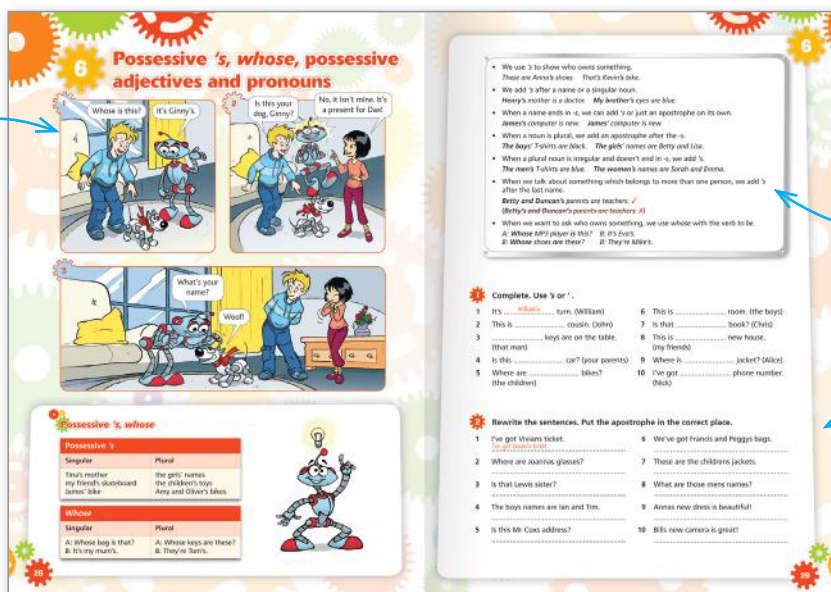 6
Possessive 's, whose, possessive
adjectives and pronouns
1
Whose is this?
It's Ginny's.
2
Is this your
dog, Ginny?
No, it isn't mine. It's
a present for Dax!
3
What's your
name?
Woof!
Possessive 's, whose
Possessive 's
Singular
Plural
Tina's mother
my friend's skateboard
James' bike
the girls' names
the children's toys
Amy and Oliver's bikes
Whose
Singular
Plural
A: Whose bag is that?
B: It's my mum's.
A: Whose keys are these?
B: They're Tom's.
28
6
• We use 's to show who owns something.
These are Anna's shoes. That's Kevin's bike.
• We add 's after a name or a singular noun.
Henry's mother is a doctor. My brother's eyes are blue.
• When a name ends in -s, we can add 's or just an apostrophe on its own.
James's computer is new. James' computer is new.
• When a noun is plural, we add an apostrophe after the -s.
The boys' T-shirts are black. The girls' names are Betty and Lisa.
• When a plural noun is irregular and doesn't end in -s, we add 's.
The men's T-shirts are blue. The women's names are Sarah and Emma.
• When we talk about something which belongs to more than one person, we add 's
after the last name.
Betty and Duncan's parents are teachers. ✓
(Betty's and Duncan's parents are teachers. ✗)
• When we want to ask who owns something, we use whose with the verb to be.
A: Whose MP3 player is this? B: It's Eva's.
B: Whose shoes are these? B: They're Mike's.
1 Complete. Use 's or ' .
1 It's William's turn. (William)
2 This is .................... cousin. (John)
3 .................... keys are on the table.
(that man)
4 Is this .................... car? (your parents)
5 Where are .................... bikes?
(the children)
6 This is .................... room. (the boys)
7 Is that .................... book? (Chris)
8 This is .................... new house.
(my friends)
9 Where is .................... jacket? (Alice)
10 I've got .................... phone number.
(Nick)
2 Rewrite the sentences. Put the apostrophe in the correct place.
1 I've got Vivians ticket.
I've got Vivian's ticket.
2 Where are Joannas glasses?
3 Is that Lewis sister?
4 The boys names are Ian and Tim.
5 Is this Mr Coxs address?
6 We've got Francis and Peggys bags.
7 These are the childrens jackets.
8 What are those mens names?
9 Annas new dress is beautiful!
10 Bills new camera is great!
29